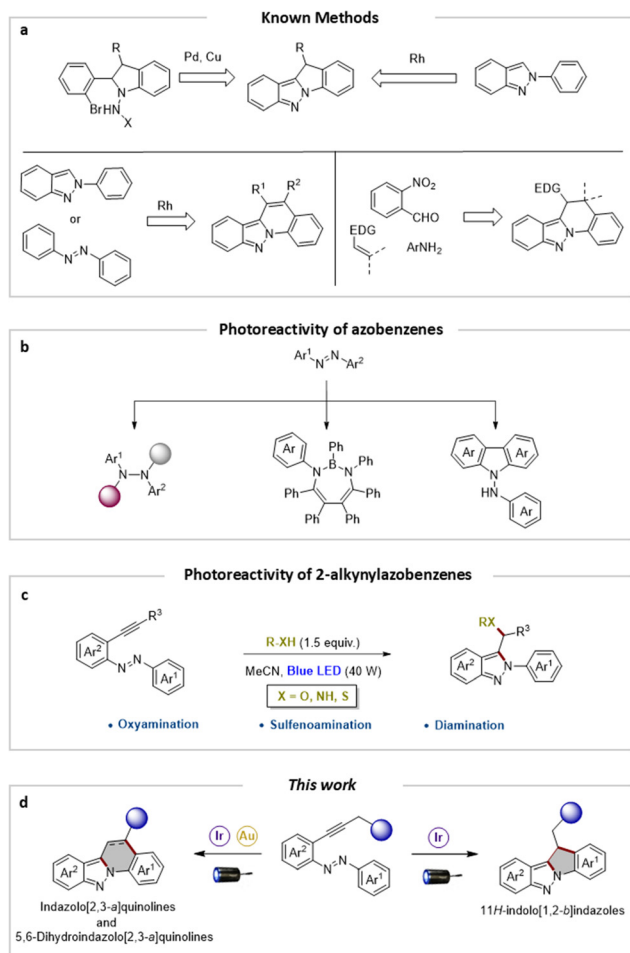 Known Methods
a
R
R
Pd, Cu
Rh
Br
HN
N
X
N
N
N
N
N
N
or
N=N
Rh
R¹
R²
N
N
NO₂
CHO
EDG
ArNH₂
EDG
N
N
Photoreactivity of azobenzenes
b
Ar¹
N=N
Ar²
Ar¹
N-N
Ar²
Ar
Ph
B
N
N
Ph
Ph
Ph
Ph
Ph
Ar
Ar
N
HN
Ar
Photoreactivity of 2-alkynylazobenzenes
c
R³
Ar²
N=N
Ar¹
R-XH (1.5 equiv.)
MeCN, Blue LED (40 W)
X = O, NH, S
RX
R³
Ar²
N
N
Ar¹
• Oxyamination
• Sulfenoamination
• Diamination
This work
d
Ar²
Ar¹
N
N
Indazolo[2,3-a]quinolines
and
5,6-Dihydroindazolo[2,3-a]quinolines
Ir
Au
Ar²
N=N
Ar¹
Ir
Ar²
Ar¹
N
N
11H-indolo[1,2-b]indazoles